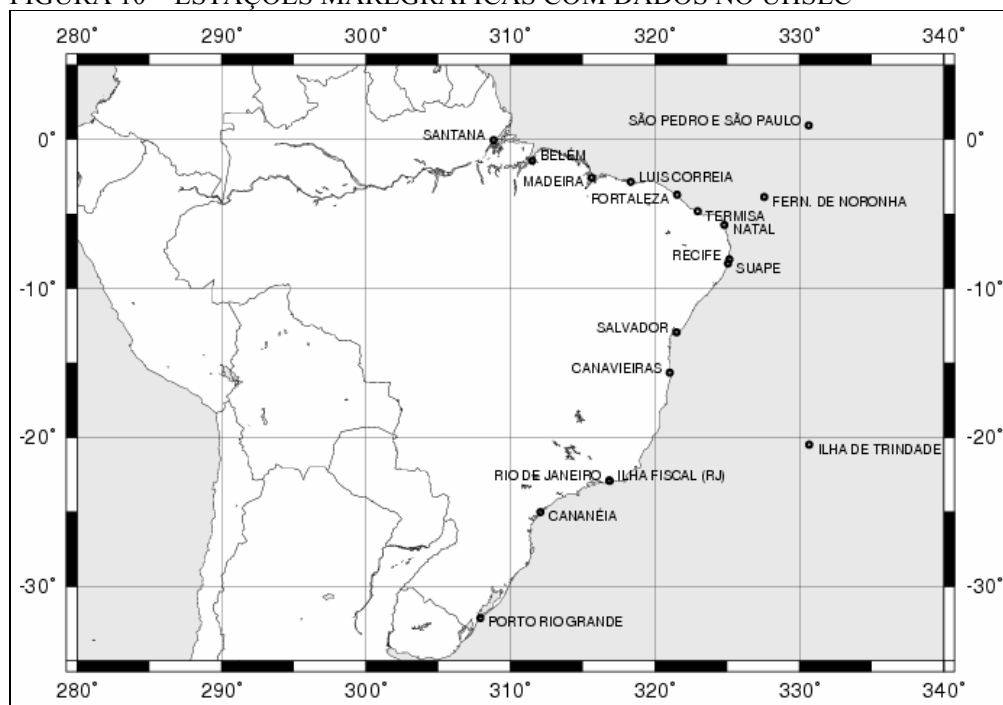 FIGURA 10 – ESTAÇÕES MAREGRÁFICAS COM DADOS NO UHSLC
280° 290° 300° 310° 320° 330° 340°
SÃO PEDRO E SÃO PAULO
0° 0°
SANTANA
BELÉM
MADEIRA
LUIS CORREIA
FORTALEZA
FERN. DE NORONHA
TERMISA
NATAL
RECIFE
SUAPE
-10° -10°
SALVADOR
CANAVIEIRAS
-20° -20°
ILHA DE TRINDADE
RIO DE JANEIRO ILHA FISCAL (RJ)
CANANÉIA
-30° -30°
PORTO RIO GRANDE
280° 290° 300° 310° 320° 330° 340°